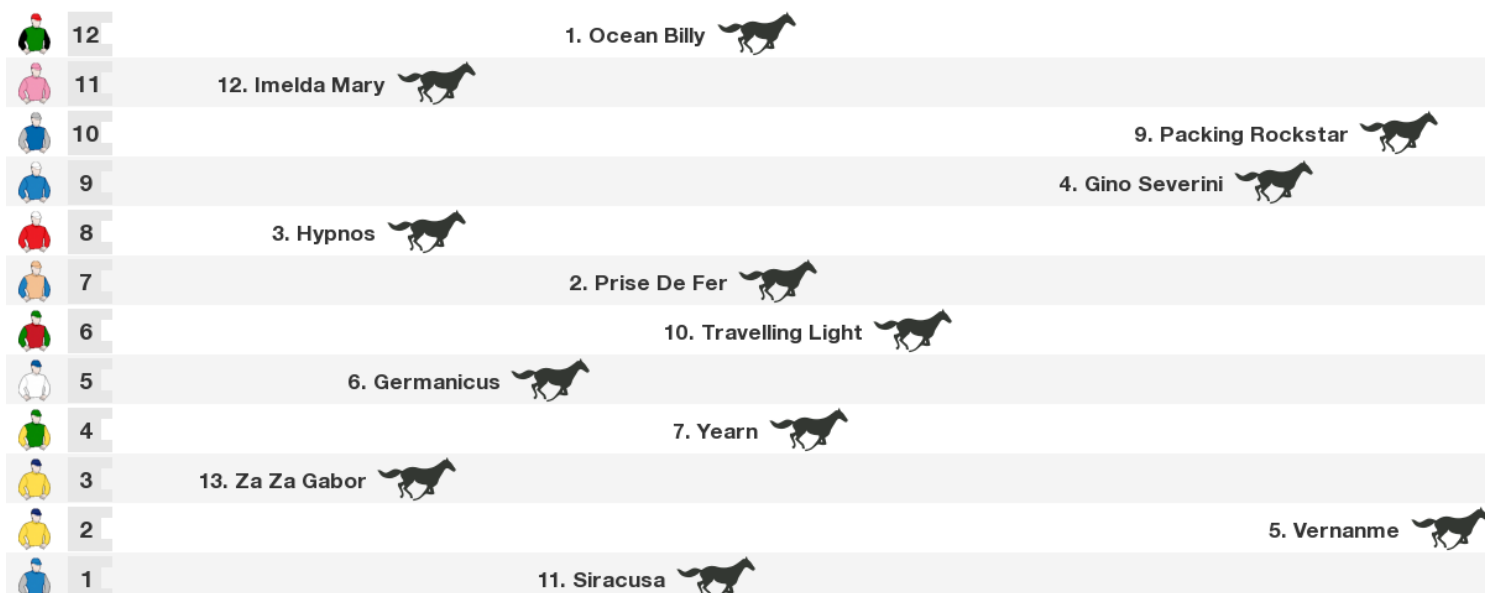 12 1. Ocean Billy
11 12. Imelda Mary
10 9. Packing Rockstar
9 4. Gino Severini
8 3. Hypnos
7 2. Prise De Fer
6 10. Travelling Light
5 6. Germanicus
4 7. Yearn
3 13. Za Za Gabor
2 5. Vernanme
1 11. Siracusa